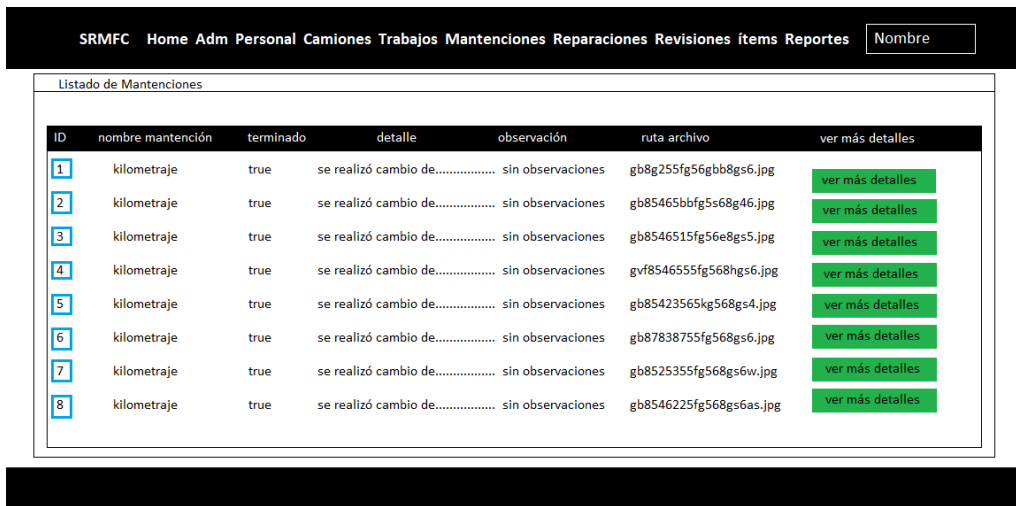 SRMFC Home Adm Personal Camiones Trabajos Mantenciones Reparaciones Revisiones ítems Reportes Nombre
Listado de Mantenciones
ID nombre mantención terminado detalle observación ruta archivo ver más detalles
1 kilometraje true se realizó cambio de................. sin observaciones gb8g255fg56gbb8gs6.jpg ver más detalles
2 kilometraje true se realizó cambio de................. sin observaciones gb85465bbfg5s68g46.jpg ver más detalles
3 kilometraje true se realizó cambio de................. sin observaciones gb8546515fg56e8gs5.jpg ver más detalles
4 kilometraje true se realizó cambio de................. sin observaciones gvf8546555fg568hgs6.jpg ver más detalles
5 kilometraje true se realizó cambio de................. sin observaciones gb85423565kg568gs4.jpg ver más detalles
6 kilometraje true se realizó cambio de................. sin observaciones gb87838755fg568gs6.jpg ver más detalles
7 kilometraje true se realizó cambio de................. sin observaciones gb8525355fg568gs6w.jpg ver más detalles
8 kilometraje true se realizó cambio de................. sin observaciones gb8546225fg568gs6as.jpg ver más detalles